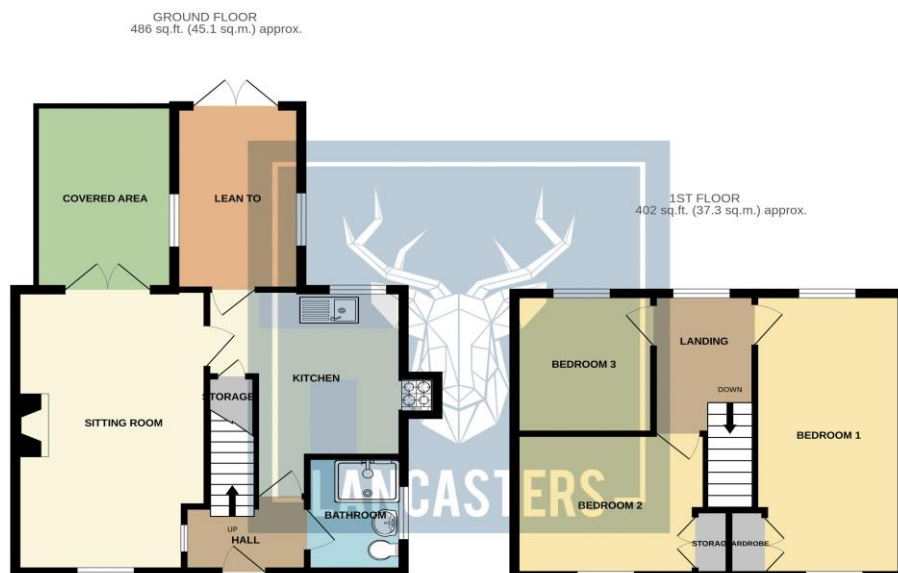 GROUND FLOOR
486 sq.ft. (45.1 sq.m.) approx.
1ST FLOOR
402 sq.ft. (37.3 sq.m.) approx.
COVERED AREA
LEAN TO
KITCHEN
STORAGE
SITTING ROOM
UP
HALL
BATHROOM
LANCASTERS
BEDROOM 3
LANDING
DOWN
BEDROOM 1
BEDROOM 2
STORAG
ARDROBE